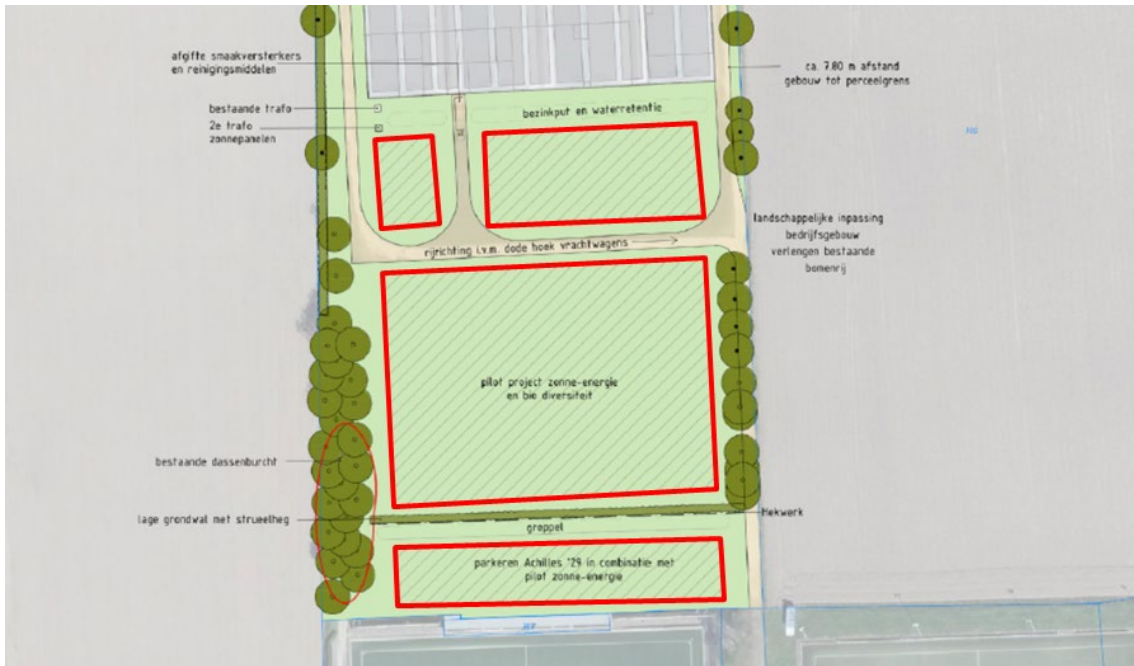 afgifte smaakversterkers
en reinigingsmiddelen
bestaande trafo
2e trafo
zonnepanelen
bezinkput en waterretentie
ca. 7.80 m afstand
gebouw tot perceelgrens
landschappelijke inpassing
bedrijfsgebouw
verlengen bestaande
bomenrij
rijrichting i.v.m. dode hoek vrachtwagens
pilot project zonne-energie
en bio diversiteit
bestaande dassenburcht
lage grondwal met strueelheg
Hekwerk
greppel
parkeren Achilles '29 in combinatie met
pilot zonne-energie